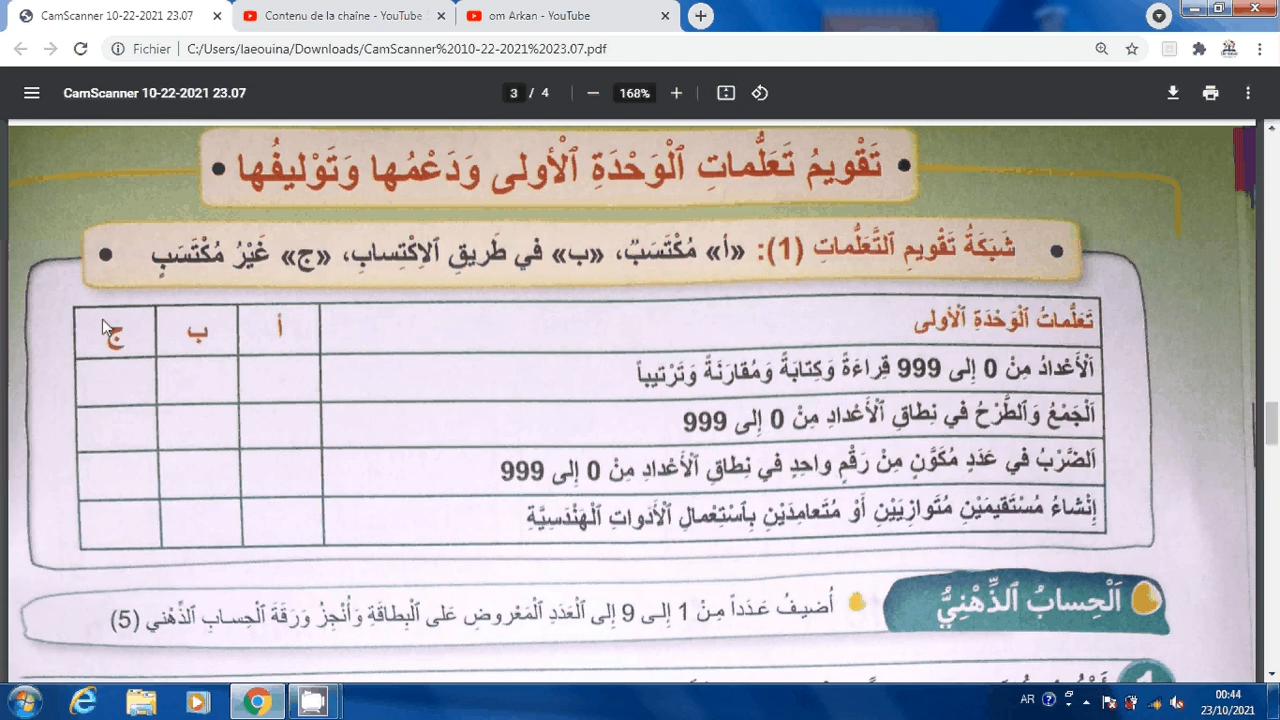 CamScanner 10-22-2021 23.07
Contenu de la chaîne - YouTube S
om Arkan - YouTube
Fichier
C:/Users/laeouina/Downloads/CamScanner%2010-22-2021%2023.07.pdf
CamScanner 10-22-2021 23.07
3 / 4
168%
• تَقْويمُ تَعَلُّماتِ ٱلْوَحْدَةِ ٱلْأولى وَدَعْمُها وَتَوْليفُها •
• شَبَكَةُ تَقْويمِ ٱلتَّعَلُّماتِ (1): «أ» مُكْتَسَبٌ، «ب» في طَريقِ ٱلِاكْتِسابِ، «ج» غَيْرُ مُكْتَسَبٍ •
تَعَلُّماتُ ٱلْوَحْدَةِ ٱلْأولى أ ب ج
ٱلْأَعْدادُ مِنْ 0 إِلى 999 قِراءَةً وَكِتابَةً وَمُقارَنَةً وَتَرْتيباً
اَلْجَمْعُ وَٱلطَّرْحُ في نِطاقِ ٱلْأَعْدادِ مِنْ 0 إِلى 999
اَلضَّرْبُ في عَدَدٍ مُكَوَّنٍ مِنْ رَقْمٍ واحِدٍ في نِطاقِ ٱلْأَعْدادِ مِنْ 0 إِلى 999
إِنْشاءُ مُسْتَقيمَيْنِ مُتَوازِيَيْنِ أَوْ مُتَعامِدَيْنِ بِٱسْتِعْمالِ ٱلْأَدَواتِ ٱلْهَنْدَسِيَّةِ
اَلْحِسابُ ٱلذِّهْنِيُّ
أُضيفُ عَدَداً مِنْ 1 إِلى 9 إِلى ٱلْعَدَدِ ٱلْمَعْروضِ عَلى ٱلْبِطاقَةِ وَأُنْجِزُ وَرَقَةَ ٱلْحِسابِ ٱلذِّهْني (5)
AR
00:44
23/10/2021